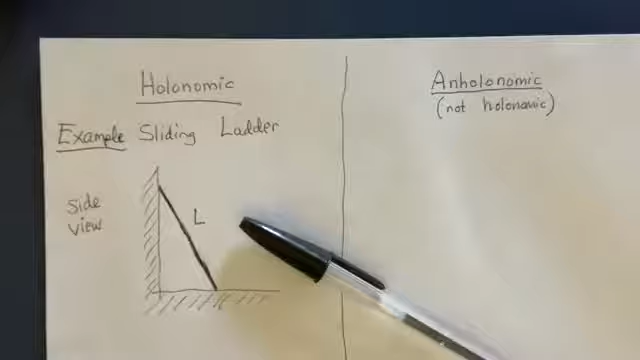 Holonomic
Example Sliding Ladder
side
view
L
Anholonomic
(not holonomic)